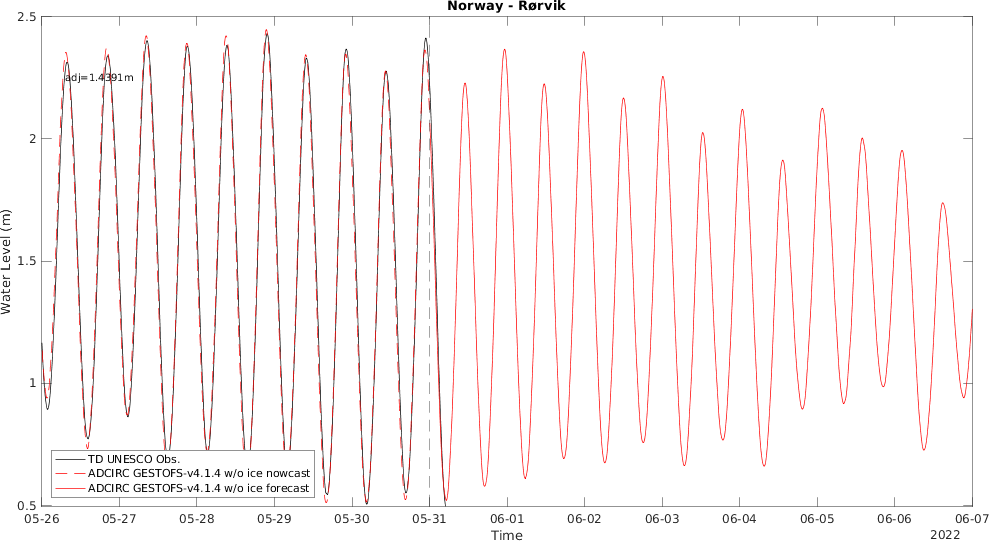 Norway - Rørvik
2.5
2
1.5
1
0.5
Water Level (m)
adj=1.4391m
TD UNESCO Obs.
ADCIRC GESTOFS-v4.1.4 w/o ice nowcast
ADCIRC GESTOFS-v4.1.4 w/o ice forecast
05-26 05-27 05-28 05-29 05-30 05-31 06-01 06-02 06-03 06-04 06-05 06-06 06-07
Time
2022